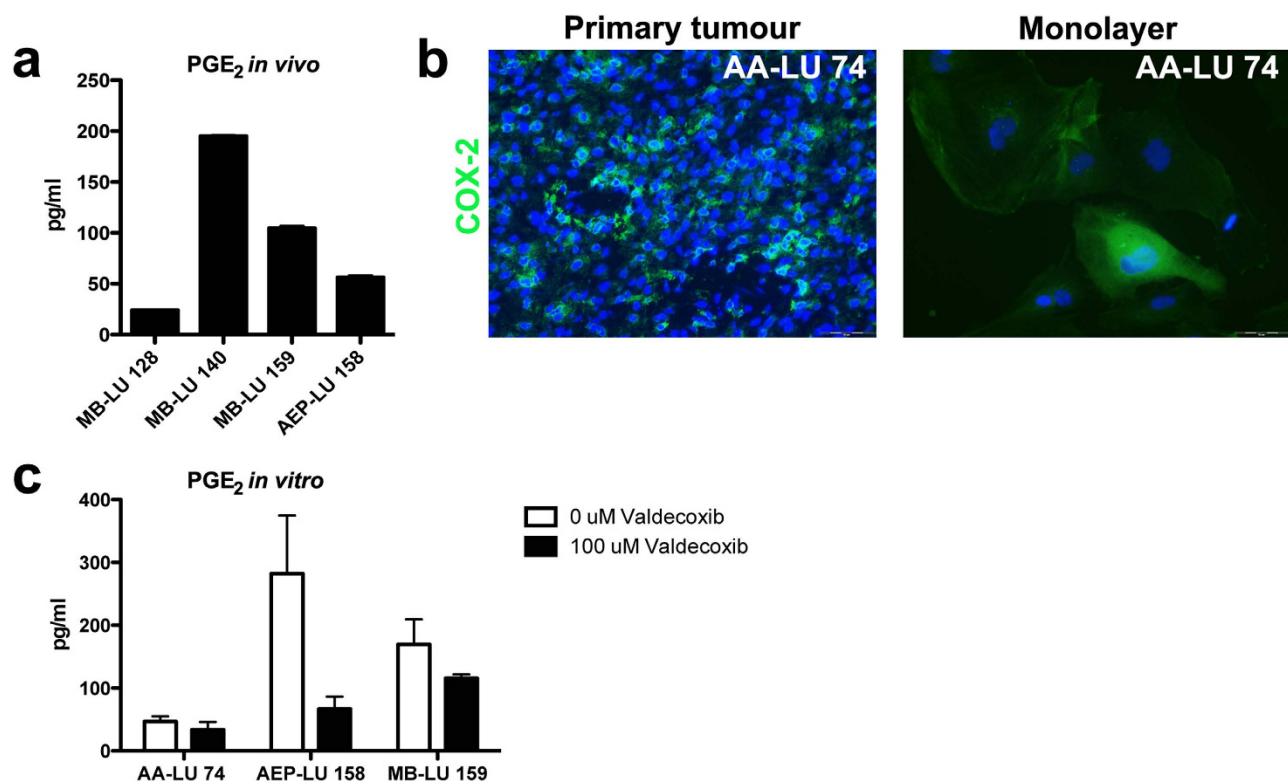 a
PGE2 in vivo
250
200
150
100
50
0
pg/ml
MB-LU 128
MB-LU 140
MB-LU 159
AEP-LU 158
b
Primary tumour
Monolayer
AA-LU 74
AA-LU 74
COX-2
c
PGE2 in vitro
400
300
200
100
0
pg/ml
AA-LU 74
AEP-LU 158
MB-LU 159
0 uM Valdecoxib
100 uM Valdecoxib